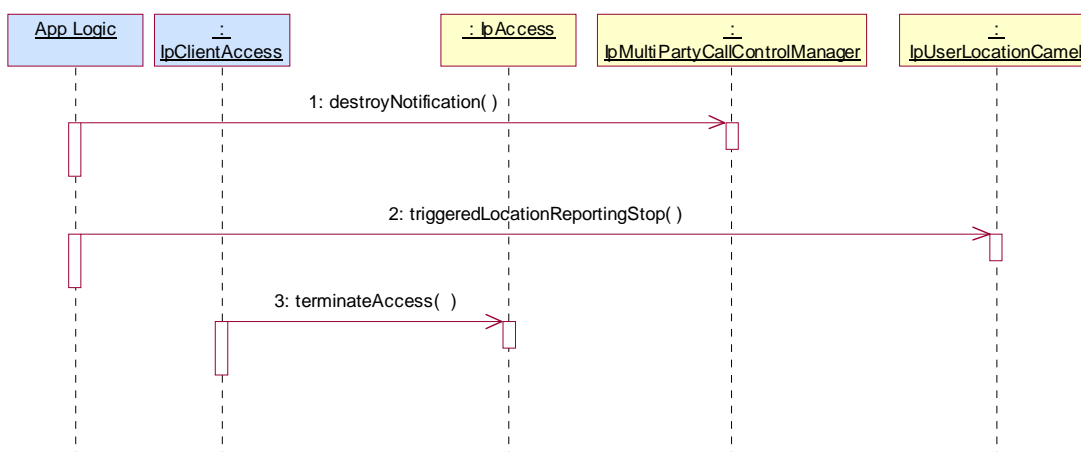 App Logic
:
IpClientAccess
: IpAccess
:
IpMultiPartyCallControlManager
:
IpUserLocationCamel
1: destroyNotification( )
2: triggeredLocationReportingStop( )
3: terminateAccess(  )